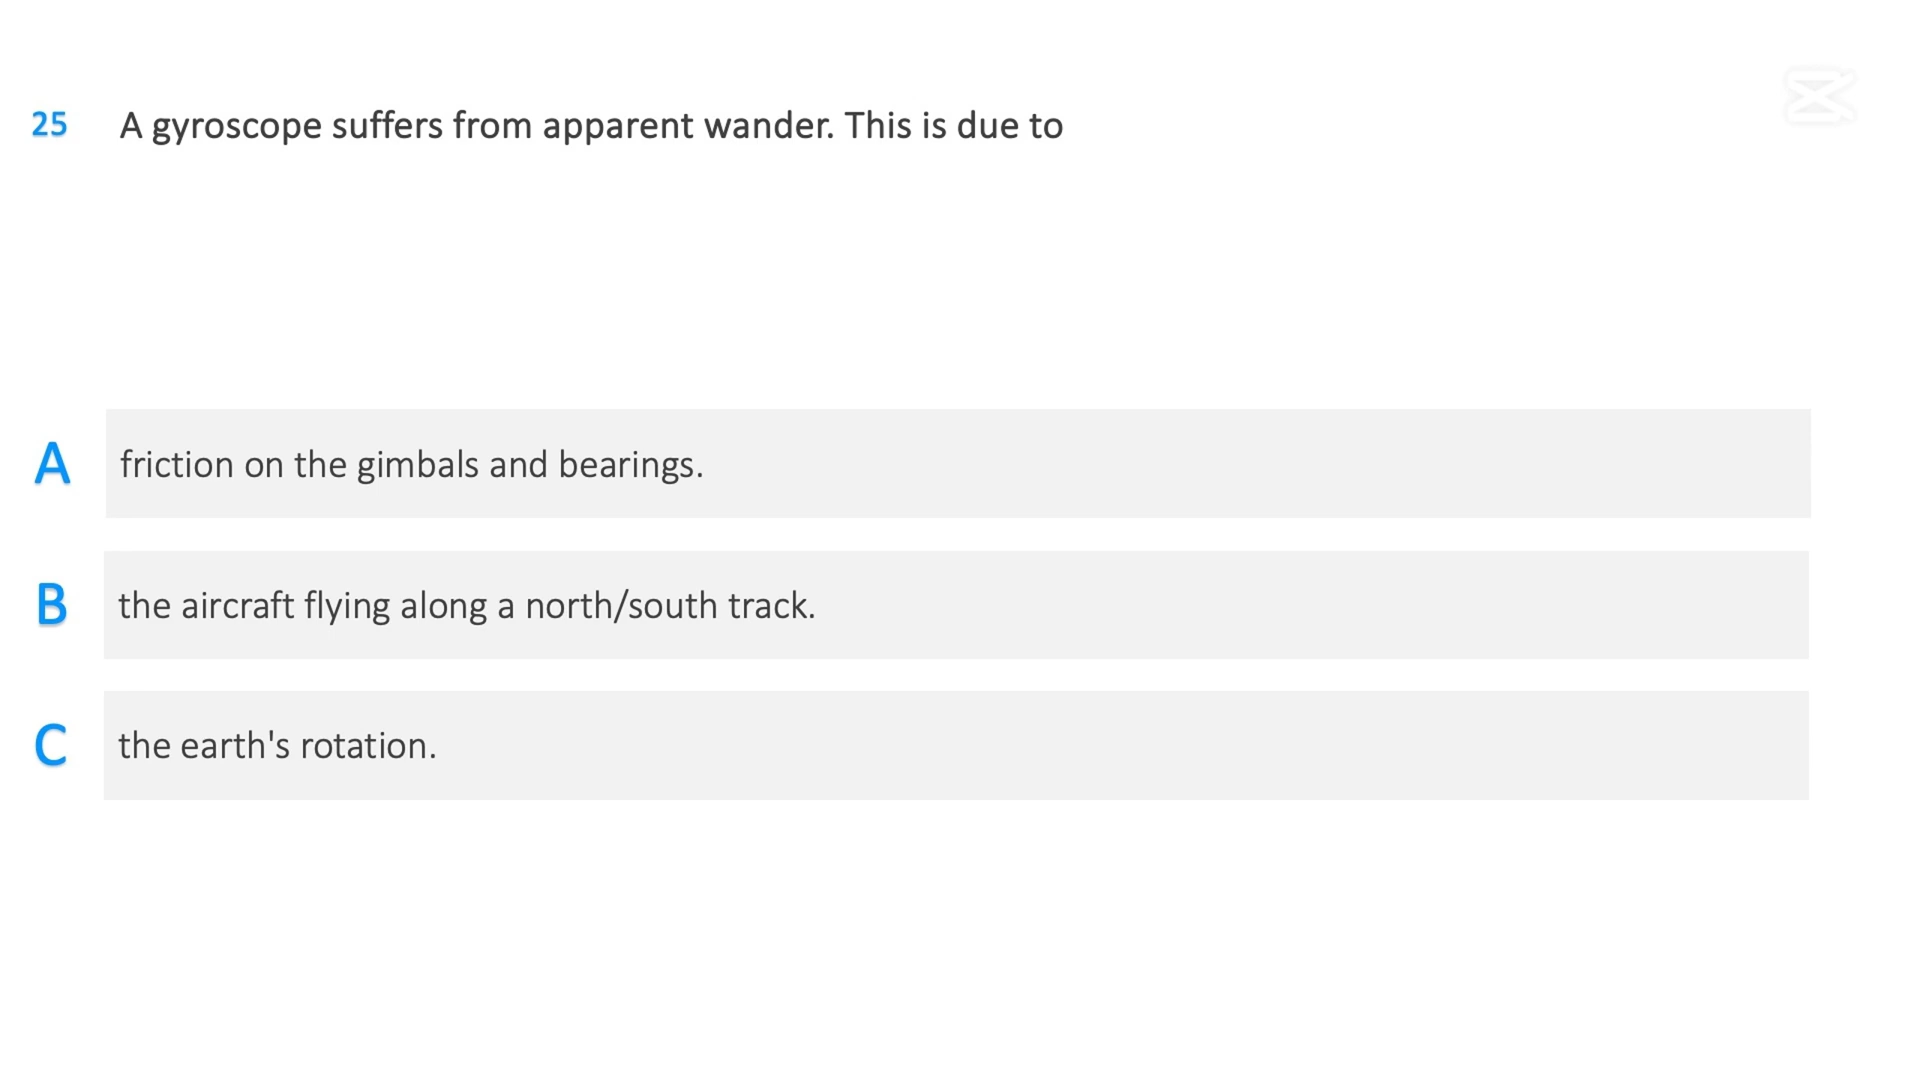 25 A gyroscope suffers from apparent wander. This is due to
A friction on the gimbals and bearings.
B the aircraft flying along a north/south track.
C the earth's rotation.